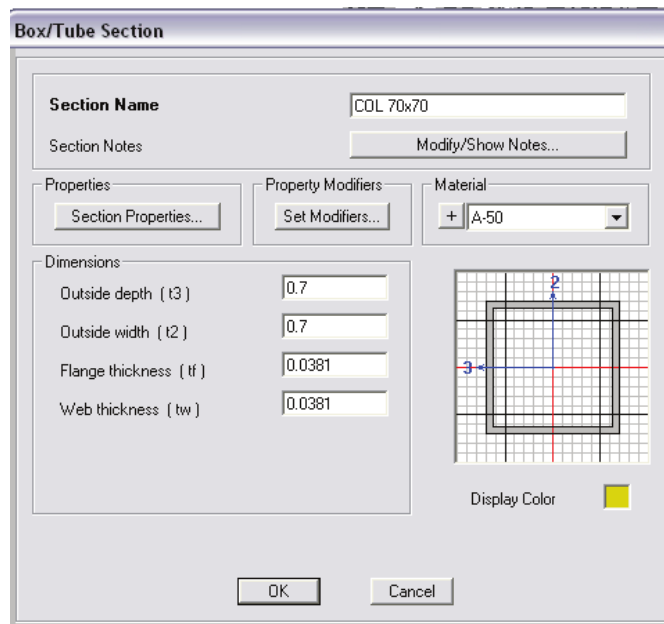 Box/Tube Section
Section Name COL 70x70
Section Notes Modify/Show Notes...
Properties Property Modifiers Material
Section Properties... Set Modifiers... + A-50
Dimensions
Outside depth ( t3 ) 0.7
Outside width ( t2 ) 0.7
Flange thickness ( tf ) 0.0381
Web thickness ( tw ) 0.0381
2
3
Display Color
OK Cancel